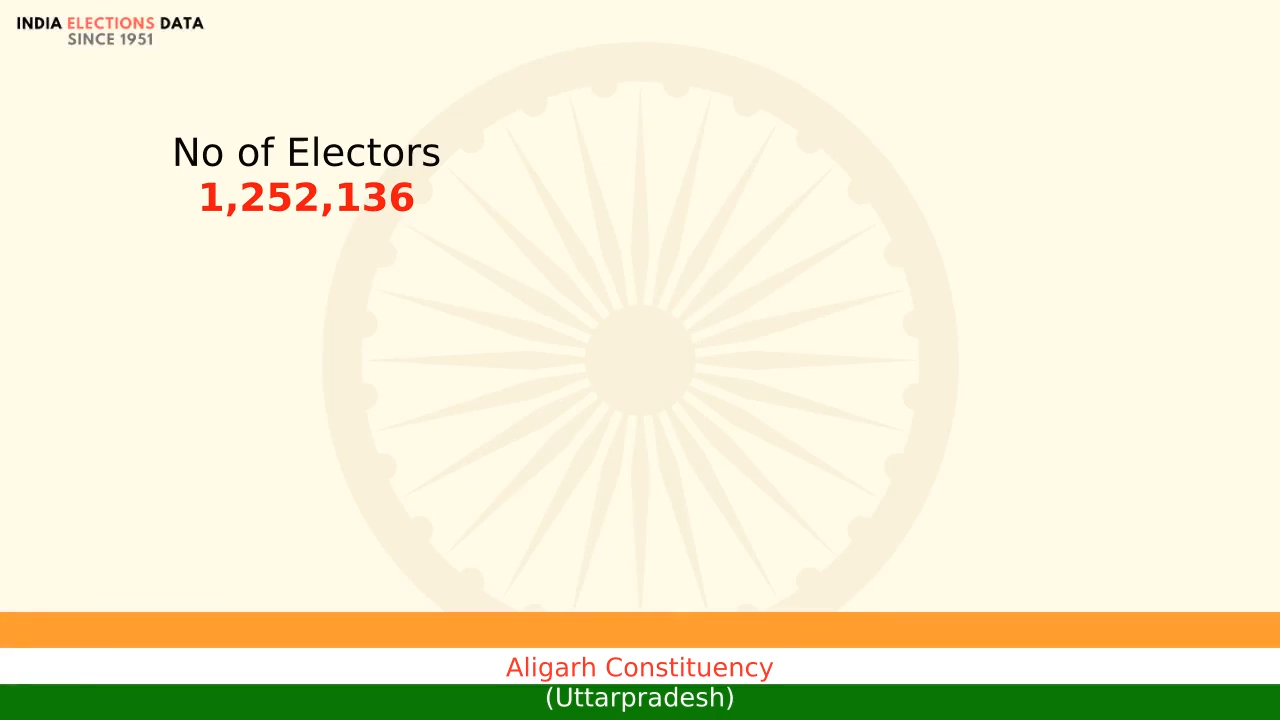 INDIA ELECTIONS DATA
SINCE 1951
No of Electors
1,252,136
Aligarh Constituency
(Uttarpradesh)